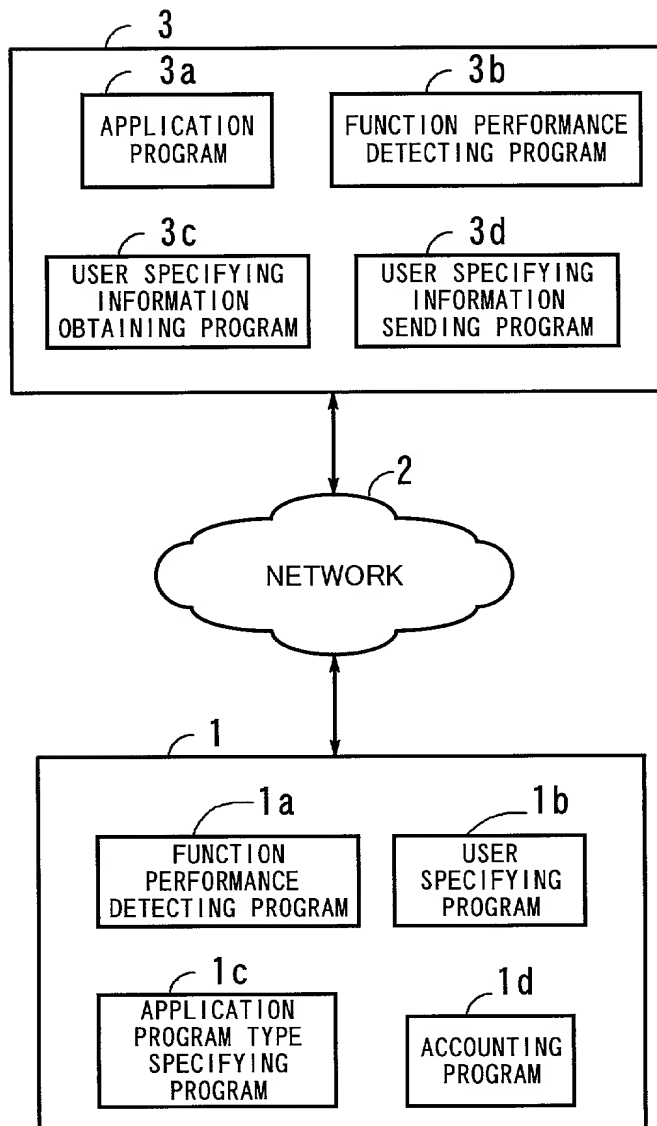 3
3a
3b
APPLICATION
PROGRAM
FUNCTION PERFORMANCE
DETECTING PROGRAM
3c
3d
USER SPECIFYING
INFORMATION
OBTAINING PROGRAM
USER SPECIFYING
INFORMATION
SENDING PROGRAM
2
NETWORK
1
1a
1b
FUNCTION
PERFORMANCE
DETECTING PROGRAM
USER
SPECIFYING
PROGRAM
1c
1d
APPLICATION
PROGRAM TYPE
SPECIFYING
PROGRAM
ACCOUNTING
PROGRAM